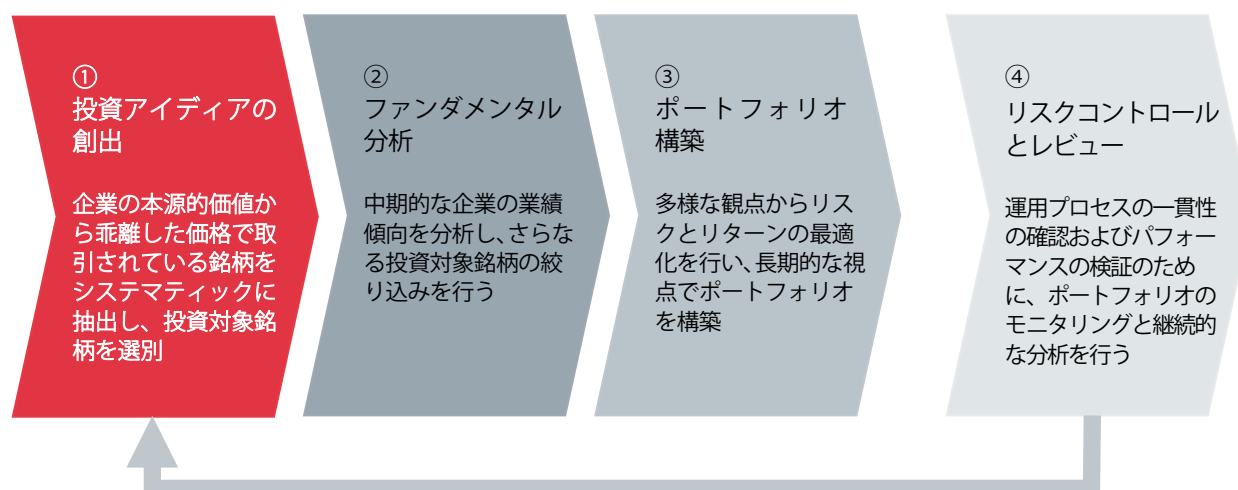 ①
投資アイディアの
創出
企業の本源的価値か
ら乖離した価格で取
引されている銘柄を
システマティックに
抽出し、投資対象銘
柄を選別
②
ファンダメンタル
分析
中期的な企業の業績
傾向を分析し、さらな
る投資対象銘柄の絞
り込みを行う
③
ポートフォリオ
構築
多様な観点からリス
クとリターンの最適
化を行い、長期的な視
点でポートフォリオ
を構築
④
リスクコントロール
とレビュー
運用プロセスの一貫性
の確認およびパフォー
マンスの検証のため
に、ポートフォリオの
モニタリングと継続的
な分析を行う